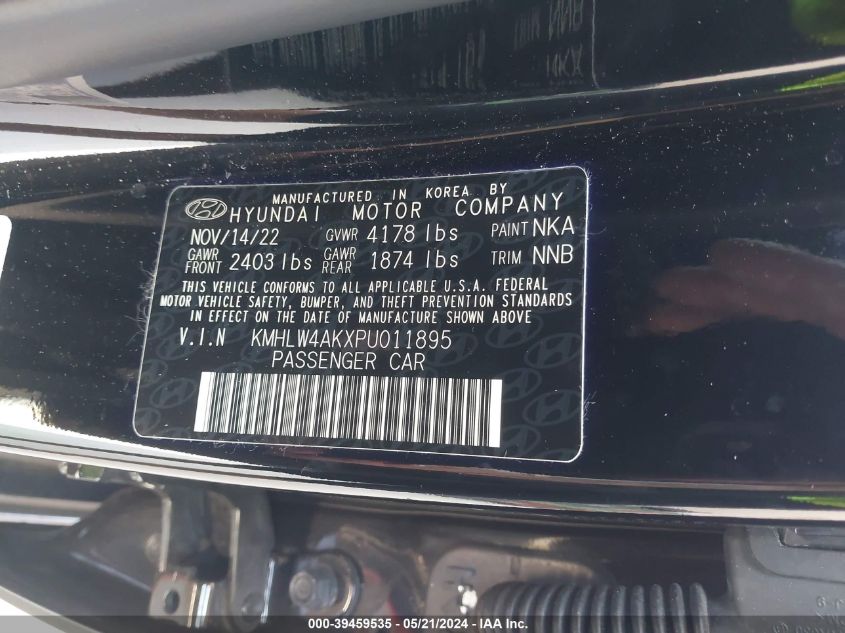 MANUFACTURED IN KOREA BY
HYUNDAI MOTOR COMPANY
NOV/14/22 GVWR 4178 lbs PAINT NKA
GAWR FRONT 2403 lbs GAWR REAR 1874 lbs TRIM NNB
THIS VEHICLE CONFORMS TO ALL APPLICABLE U.S.A. FEDERAL
MOTOR VEHICLE SAFETY, BUMPER, AND THEFT PREVENTION STANDARDS
IN EFFECT ON THE DATE OF MANUFACTURE SHOWN ABOVE
V.I.N KMHLW4AKXPU011895
PASSENGER CAR
000-39459535 - 05/21/2024 - IAA Inc.